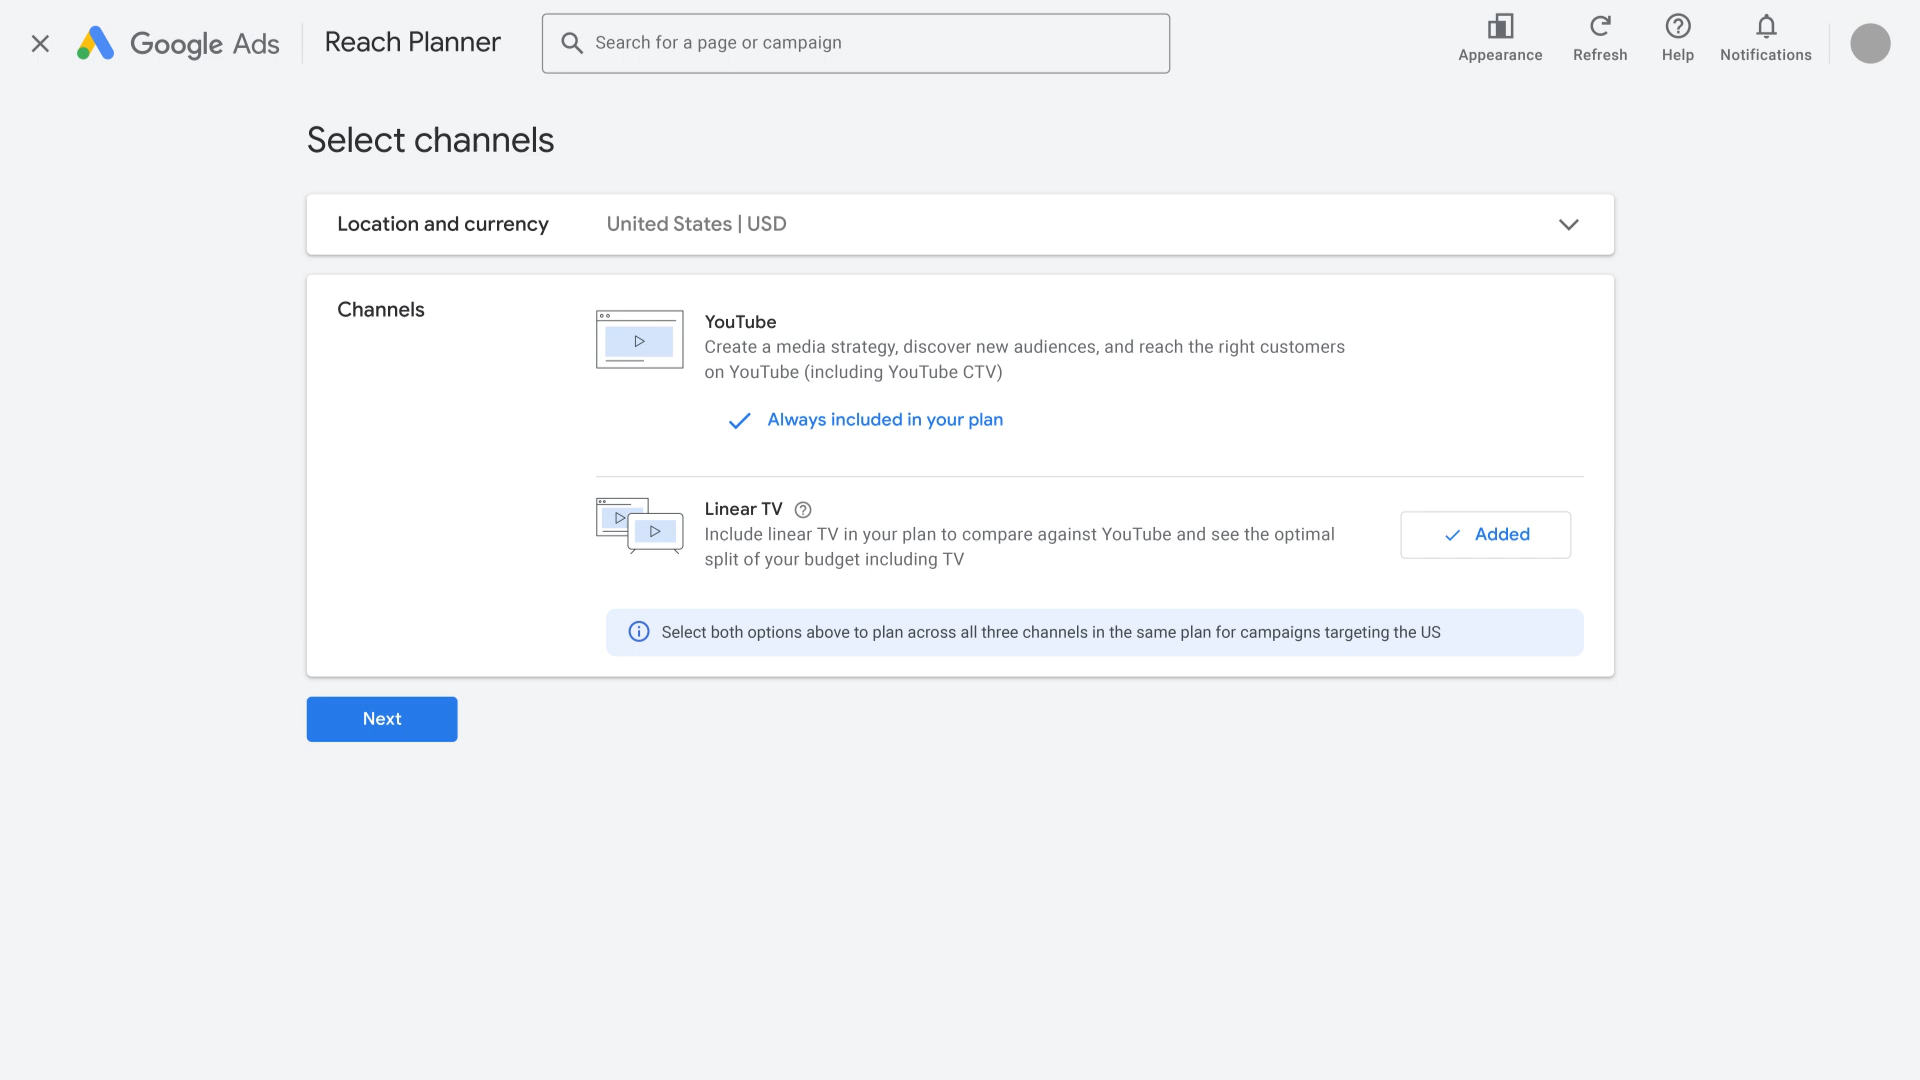 Google Ads
Reach Planner
Search for a page or campaign
Appearance
Refresh
Help
Notifications
Select channels
Location and currency
United States | USD
Channels
YouTube
Create a media strategy, discover new audiences, and reach the right customers
on YouTube (including YouTube CTV)
Always included in your plan
Linear TV
Include linear TV in your plan to compare against YouTube and see the optimal
split of your budget including TV
Added
Select both options above to plan across all three channels in the same plan for campaigns targeting the US
Next